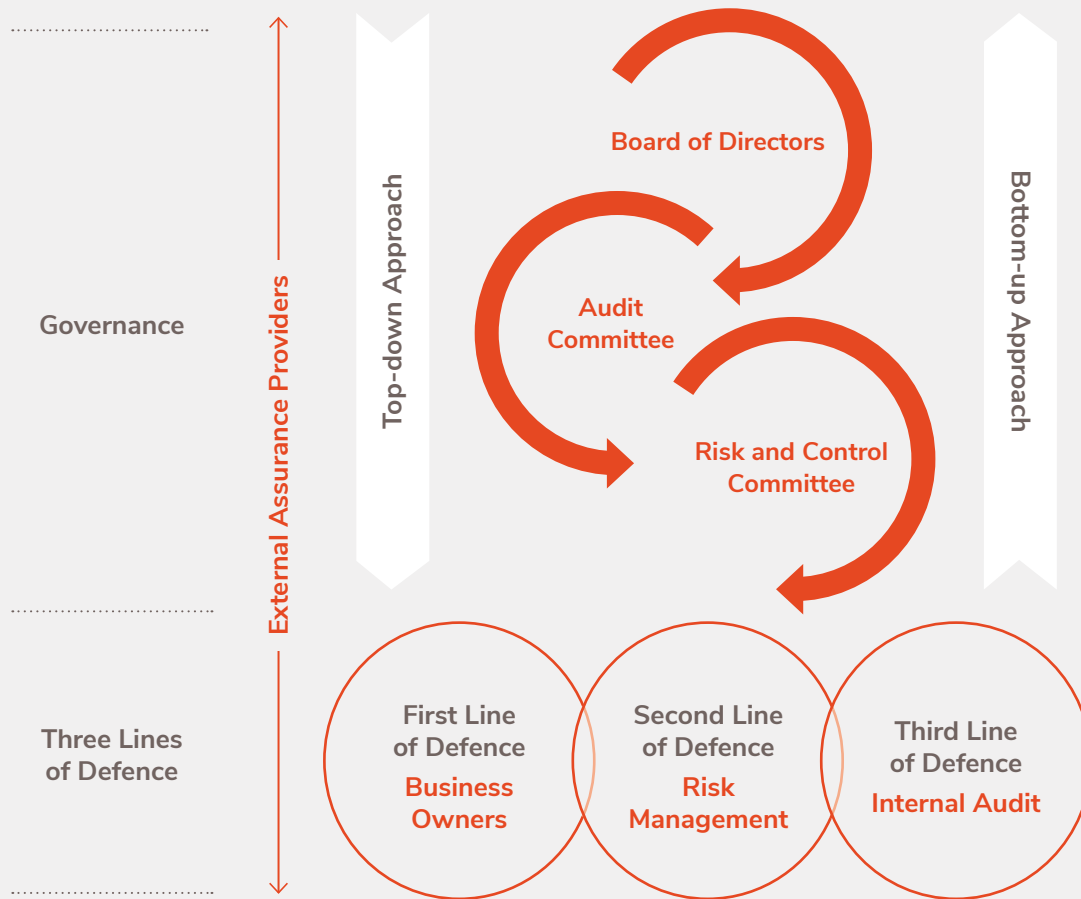 Governance
External Assurance Providers
Top-down Approach
Board of Directors
Audit
Committee
Risk and Control
Committee
Bottom-up Approach
Three Lines
of Defence
First Line
of Defence
Business
Owners
Second Line
of Defence
Risk
Management
Third Line
of Defence
Internal Audit